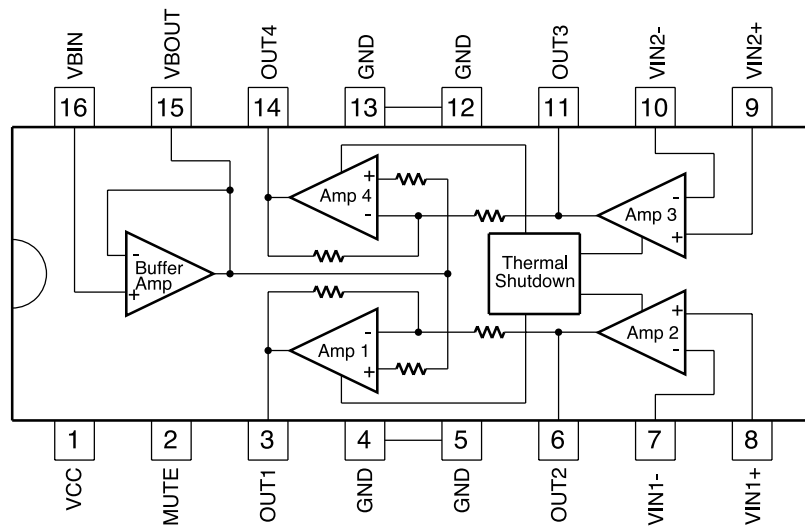 VBIN VBOUT OUT4 GND GND OUT3 VIN2- VIN2+
16 15 14 13 12 11 10 9
+
-
Amp 4
-
+
Amp 3
-
+
Buffer
Amp
Thermal
Shutdown
-
+
Amp 1
+
-
Amp 2
1 2 3 4 5 6 7 8
VCC MUTE OUT1 GND GND OUT2 VIN1- VIN1+